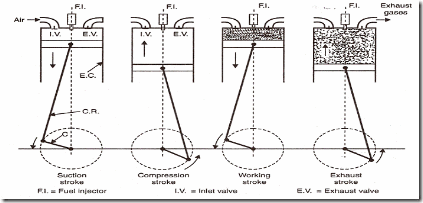 F.I. F.I. F.I. F.I. Exhaust gases
Air
I.V. E.V. I.V. E.V. I.V. E.V. I.V. E.V.
E.C.
C.R.
C
Suction stroke
Compression stroke
Working stroke
Exhaust stroke
F.I. = Fuel injector I.V. = Inlet valve E.V. = Exhaust valve